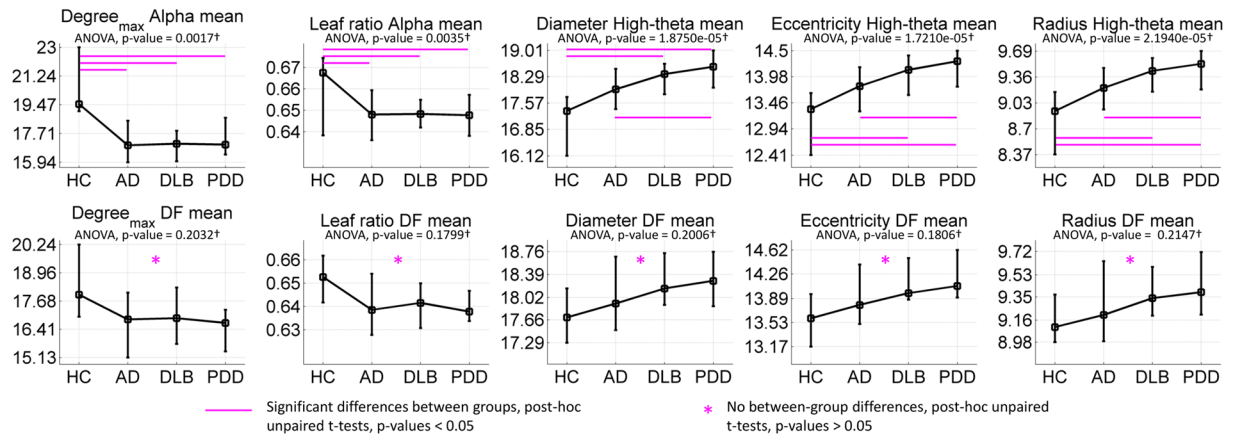 Degree max Alpha mean
ANOVA, p-value = 0.0017†
23
21.24
19.47
17.71
15.94
HC AD DLB PDD
Leaf ratio Alpha mean
ANOVA, p-value = 0.0035†
0.67
0.66
0.65
0.64
HC AD DLB PDD
Diameter High-theta mean
ANOVA, p-value = 1.8750e-05†
19.01
18.29
17.57
16.85
16.12
HC AD DLB PDD
Eccentricity High-theta mean
ANOVA, p-value = 1.7210e-05†
14.5
13.98
13.46
12.94
12.41
HC AD DLB PDD
Radius High-theta mean
ANOVA, p-value = 2.1940e-05†
9.69
9.36
9.03
8.7
8.37
HC AD DLB PDD
Degree max DF mean
ANOVA, p-value = 0.2032†
20.24
18.96
17.68
16.41
15.13
*
HC AD DLB PDD
Leaf ratio DF mean
ANOVA, p-value = 0.1799†
0.66
0.65
0.64
0.63
*
HC AD DLB PDD
Diameter DF mean
ANOVA, p-value = 0.2006†
18.76
18.39
18.02
17.66
17.29
*
HC AD DLB PDD
Eccentricity DF mean
ANOVA, p-value = 0.1806†
14.62
14.26
13.89
13.53
13.17
*
HC AD DLB PDD
Radius DF mean
ANOVA, p-value = 0.2147†
9.72
9.53
9.35
9.16
8.98
*
HC AD DLB PDD
Significant differences between groups, post-hoc
unpaired t-tests, p-values < 0.05
* No between-group differences, post-hoc unpaired
t-tests, p-values > 0.05